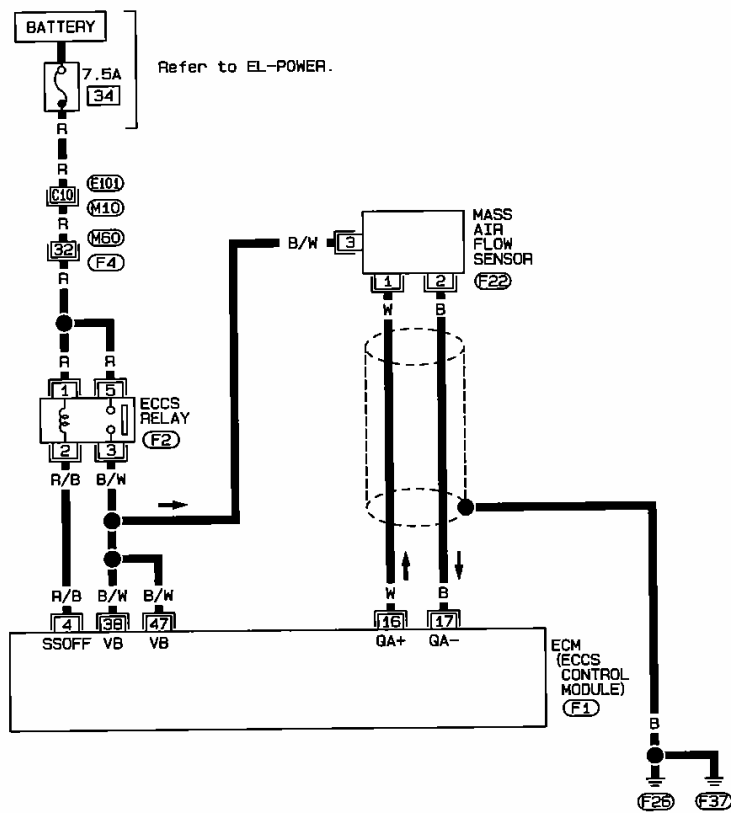 BATTERY
7.5A
34
Refer to EL-POWER.
R
R
C10
E101
M10
R
32
M60
F4
R
R
R
1
5
ECCS
RELAY
F2
2
3
R/B
B/W
B/W
3
MASS
AIR
FLOW
SENSOR
F22
1
2
W
B
R/B
B/W
B/W
W
B
4
38
47
16
17
SSOFF
VB
VB
QA+
QA-
ECM
(ECCS
CONTROL
MODULE)
F1
B
F26
F37